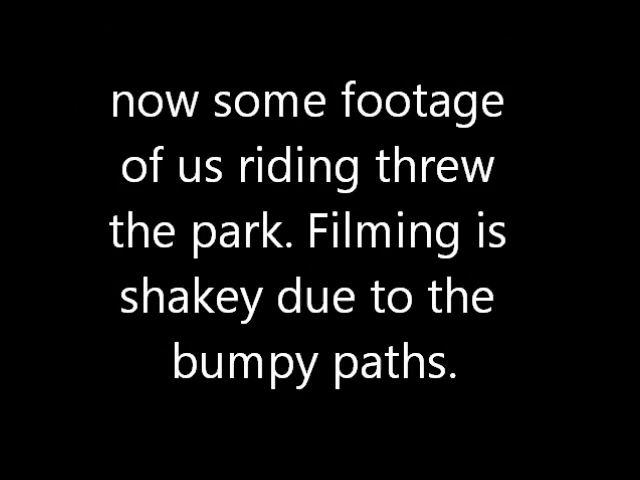 now some footage
of us riding threw
the park. Filming is
shakey due to the
bumpy paths.